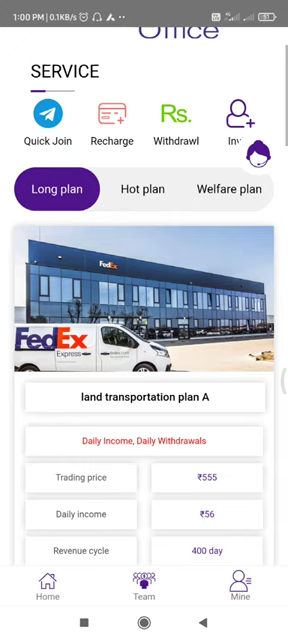 1:00 PM | 0.1KB/s
Office
SERVICE
Rs.
Quick Join
Recharge
Withdrawl
Long plan
Hot plan
Welfare plan
FedEx
FedEx
Express
land transportation plan A
Daily Income, Daily Withdrawals
Trading price
₹555
Daily income
₹56
Revenue cycle
400 day
Home
Team
Mine